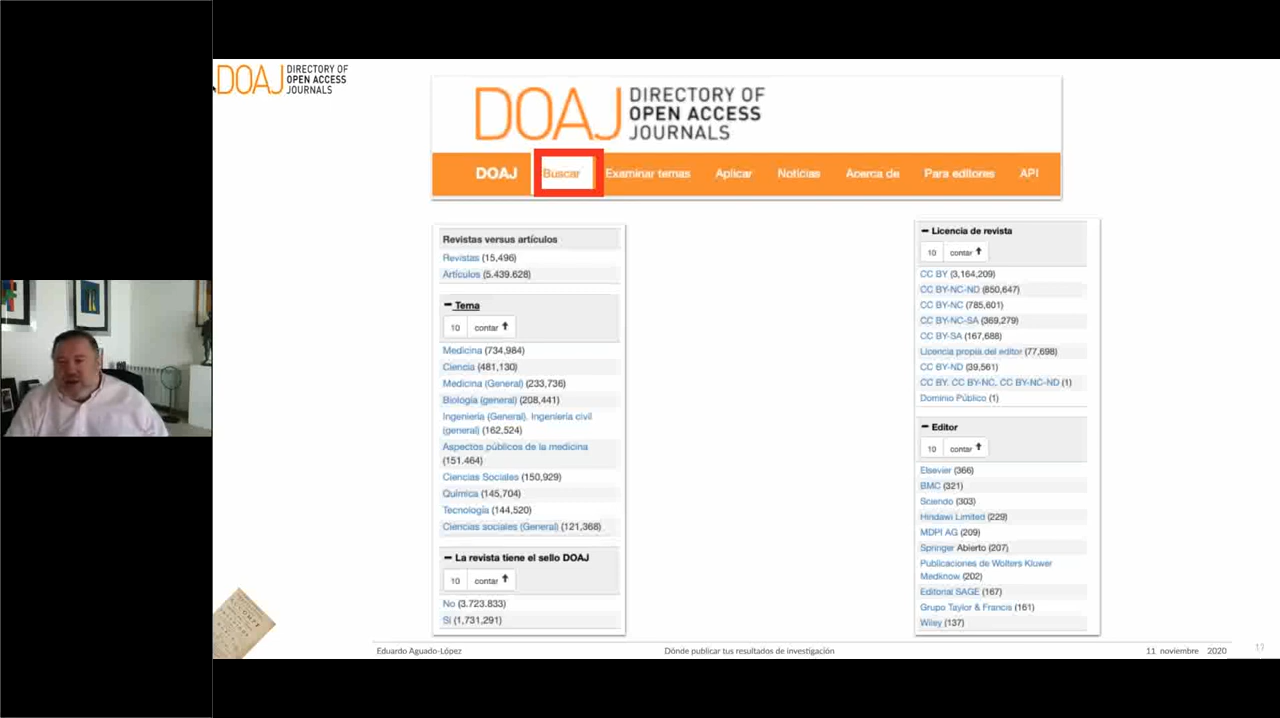 DOAJ DIRECTORY OF
OPEN ACCESS
JOURNALS
DOAJ DIRECTORY OF
OPEN ACCESS
JOURNALS
DOAJ Buscar Examinar temas Aplicar Noticias Acerca de Para editores API
Revistas versus artículos
Revistas (15,496)
Artículos (5.439.628)
Tema
10 contar
Medicina (734,984)
Ciencia (481,130)
Medicina (General) (233,736)
Biología (general) (208,441)
Ingeniería (General). Ingeniería civil
(general) (162,524)
Aspectos públicos de la medicina
(151.464)
Ciencias Sociales (150,929)
Química (145,704)
Tecnología (144,520)
Ciencias sociales (General) (121,368)
La revista tiene el sello DOAJ
10 contar
No (3.723.833)
Sí (1,731,291)
Licencia de revista
10 contar
CC BY (3,164,209)
CC BY-NC-ND (850,647)
CC BY-NC (785,601)
CC BY-NC-SA (369,279)
CC BY-SA (167,688)
Licencia propia del editor (77,698)
CC BY-ND (39,561)
CC BY, CC BY-NC, CC BY-NC-ND (1)
Dominio Público (1)
Editor
10 contar
Elsevier (366)
BMC (321)
Sciendo (303)
Hindawi Limited (229)
MDPI AG (209)
Springer Abierto (207)
Publicaciones de Wolters Kluwer
Medknow (202)
Editorial SAGE (167)
Grupo Taylor & Francis (161)
Wiley (137)
Eduardo Aguado-López Dónde publicar tus resultados de investigación 11 noviembre 2020 17